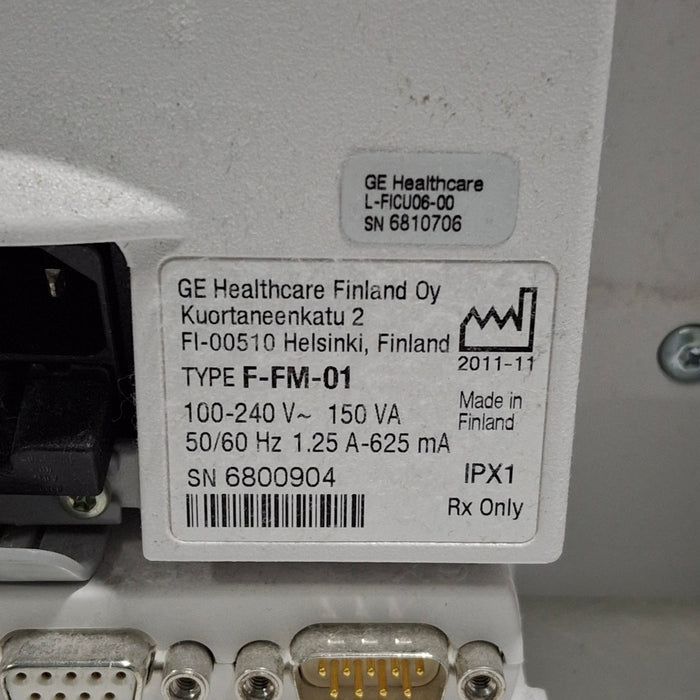 GE Healthcare
L-FICU06-00
SN 6810706
GE Healthcare Finland Oy
Kuortaneenkatu 2
FI-00510 Helsinki, Finland
2011-11
TYPE F-FM-01
Made in
Finland
100-240 V~ 150 VA
50/60 Hz 1.25 A-625 mA
SN 6800904
IPX1
Rx Only